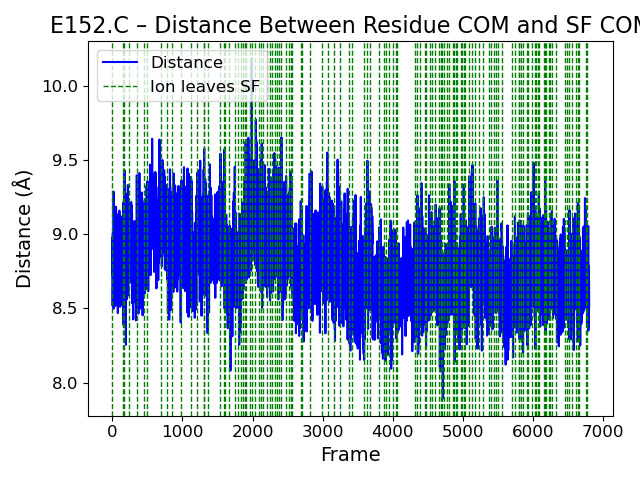 E152.C – Distance Between Residue COM and SF COM
Distance
Ion leaves SF
10.0
9.5
9.0
8.5
8.0
Distance (Å)
0 1000 2000 3000 4000 5000 6000 7000
Frame